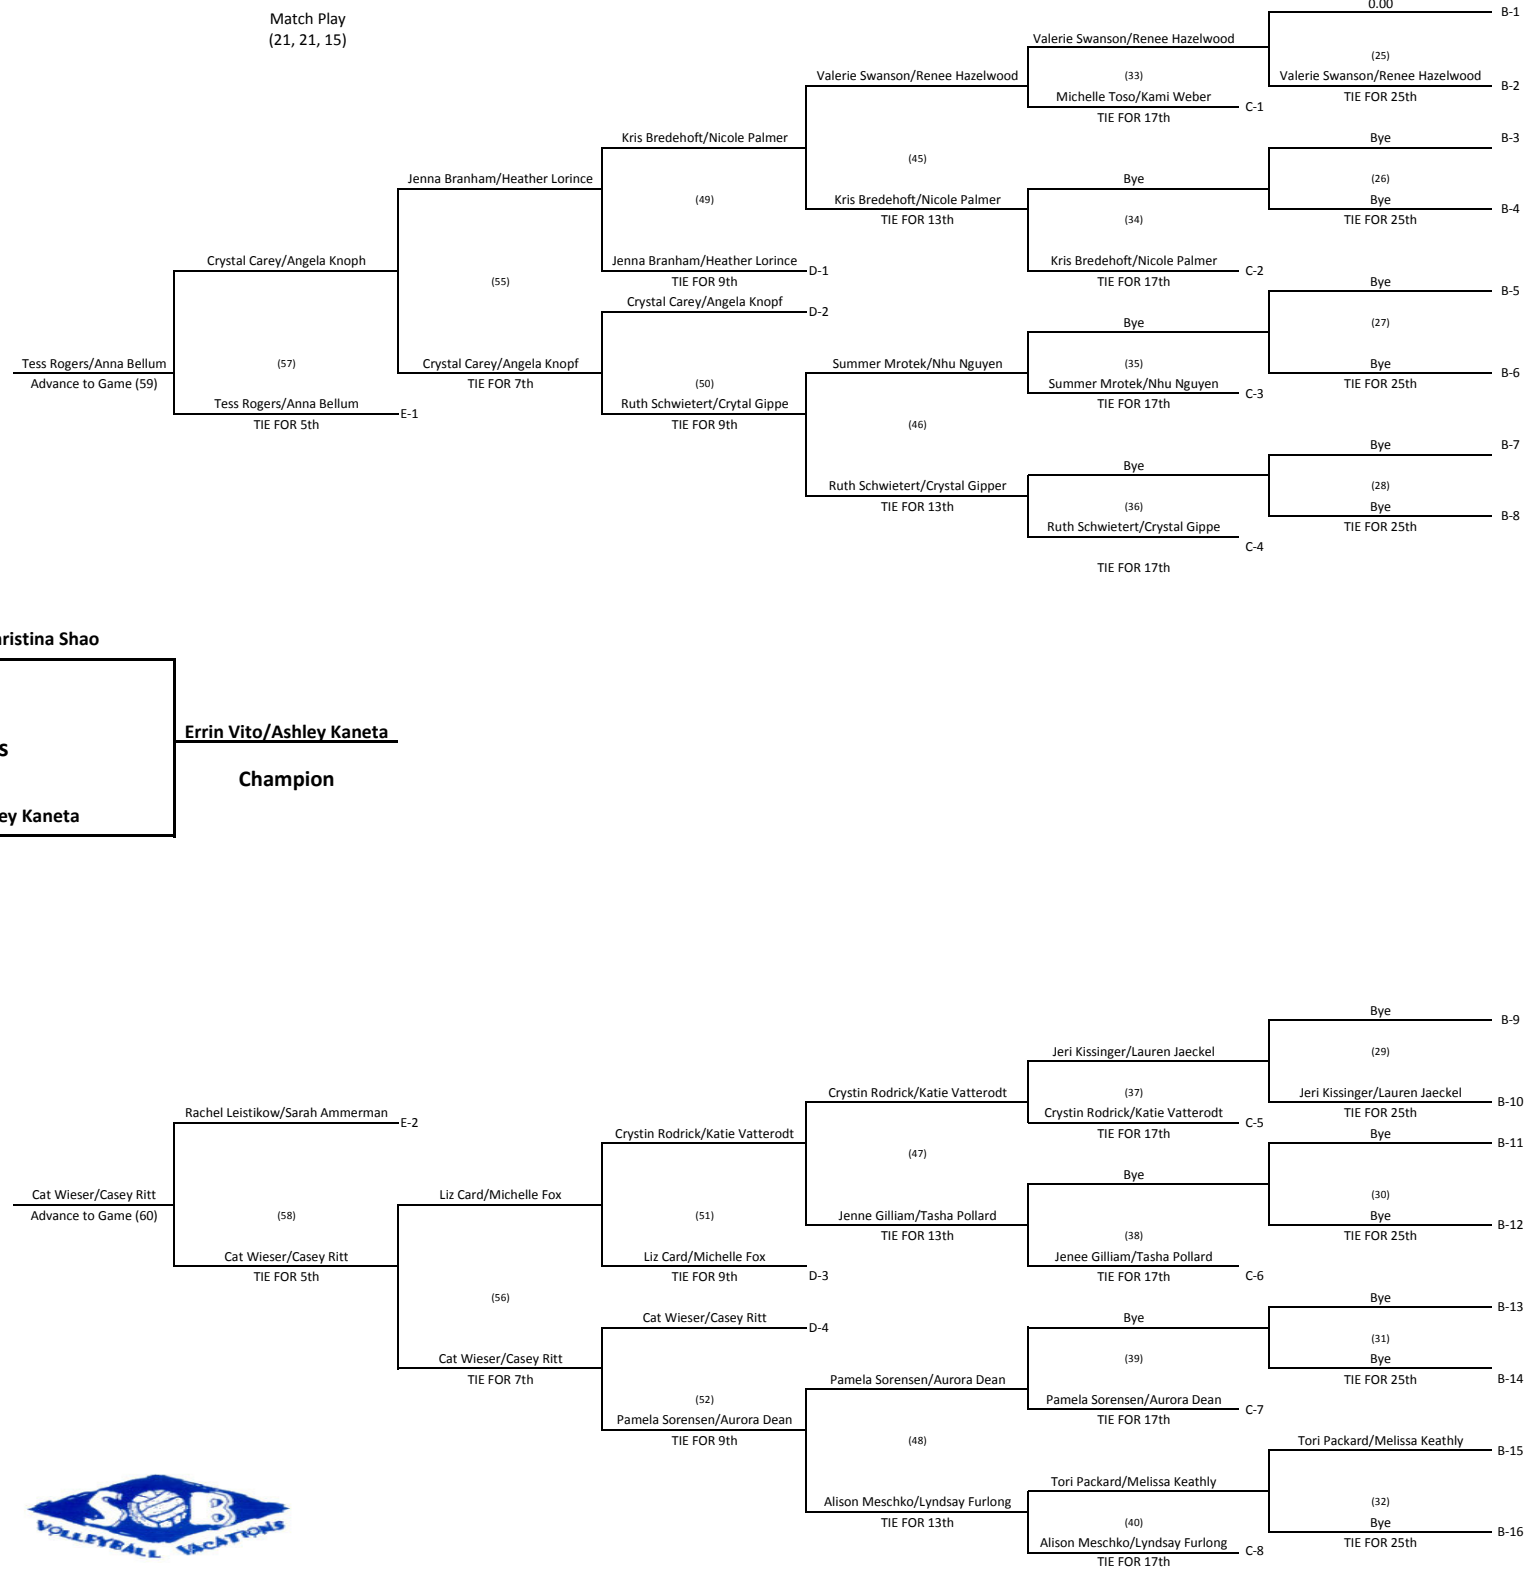 0.00
B-1
Match Play
(21, 21, 15)
Valerie Swanson/Renee Hazelwood
(25)
Valerie Swanson/Renee Hazelwood
(33)
Valerie Swanson/Renee Hazelwood
B-2
Michelle Toso/Kami Weber
TIE FOR 25th
C-1
TIE FOR 17th
Kris Bredehoft/Nicole Palmer
Bye
B-3
(45)
Jenna Branham/Heather Lorince
Bye
(26)
(49)
Kris Bredehoft/Nicole Palmer
Bye
B-4
TIE FOR 13th
(34)
TIE FOR 25th
Crystal Carey/Angela Knoph
Jenna Branham/Heather Lorince
D-1
Kris Bredehoft/Nicole Palmer
C-2
(55)
TIE FOR 9th
TIE FOR 17th
Bye
B-5
Crystal Carey/Angela Knopf
D-2
Bye
(27)
Tess Rogers/Anna Bellum
(57)
Crystal Carey/Angela Knopf
Summer Mrotek/Nhu Nguyen
(35)
Bye
B-6
Advance to Game (59)
TIE FOR 7th
(50)
Summer Mrotek/Nhu Nguyen
C-3
TIE FOR 25th
Tess Rogers/Anna Bellum
E-1
Ruth Schwietert/Crytal Gippe
TIE FOR 17th
TIE FOR 5th
TIE FOR 9th
(46)
Bye
B-7
Bye
Ruth Schwietert/Crystal Gipper
(28)
TIE FOR 13th
(36)
Bye
B-8
Ruth Schwietert/Crystal Gippe
TIE FOR 25th
C-4
TIE FOR 17th
ristina Shao
Errin Vito/Ashley Kaneta
s
Champion
ey Kaneta
Bye
B-9
Jeri Kissinger/Lauren Jaeckel
(29)
Crystin Rodrick/Katie Vatterodt
(37)
Jeri Kissinger/Lauren Jaeckel
B-10
Rachel Leistikow/Sarah Ammerman
E-2
Crystin Rodrick/Katie Vatterodt
C-5
TIE FOR 25th
Crystin Rodrick/Katie Vatterodt
TIE FOR 17th
Bye
B-11
(47)
Bye
Cat Wieser/Casey Ritt
Liz Card/Michelle Fox
(30)
Advance to Game (60)
(58)
(51)
Jenne Gilliam/Tasha Pollard
Bye
B-12
TIE FOR 13th
(38)
TIE FOR 25th
Cat Wieser/Casey Ritt
Liz Card/Michelle Fox
Jenee Gilliam/Tasha Pollard
TIE FOR 5th
TIE FOR 9th
D-3
TIE FOR 17th
C-6
(56)
Bye
B-13
Cat Wieser/Casey Ritt
D-4
Bye
(31)
Cat Wieser/Casey Ritt
(39)
Bye
TIE FOR 7th
Pamela Sorensen/Aurora Dean
TIE FOR 25th
B-14
(52)
Pamela Sorensen/Aurora Dean
C-7
Pamela Sorensen/Aurora Dean
TIE FOR 17th
TIE FOR 9th
(48)
Tori Packard/Melissa Keathly
B-15
Tori Packard/Melissa Keathly
Alison Meschko/Lyndsay Furlong
(32)
TIE FOR 13th
(40)
Bye
B-16
Alison Meschko/Lyndsay Furlong
C-8
TIE FOR 25th
TIE FOR 17th
SOB
VOLLEYBALL VACATIONS